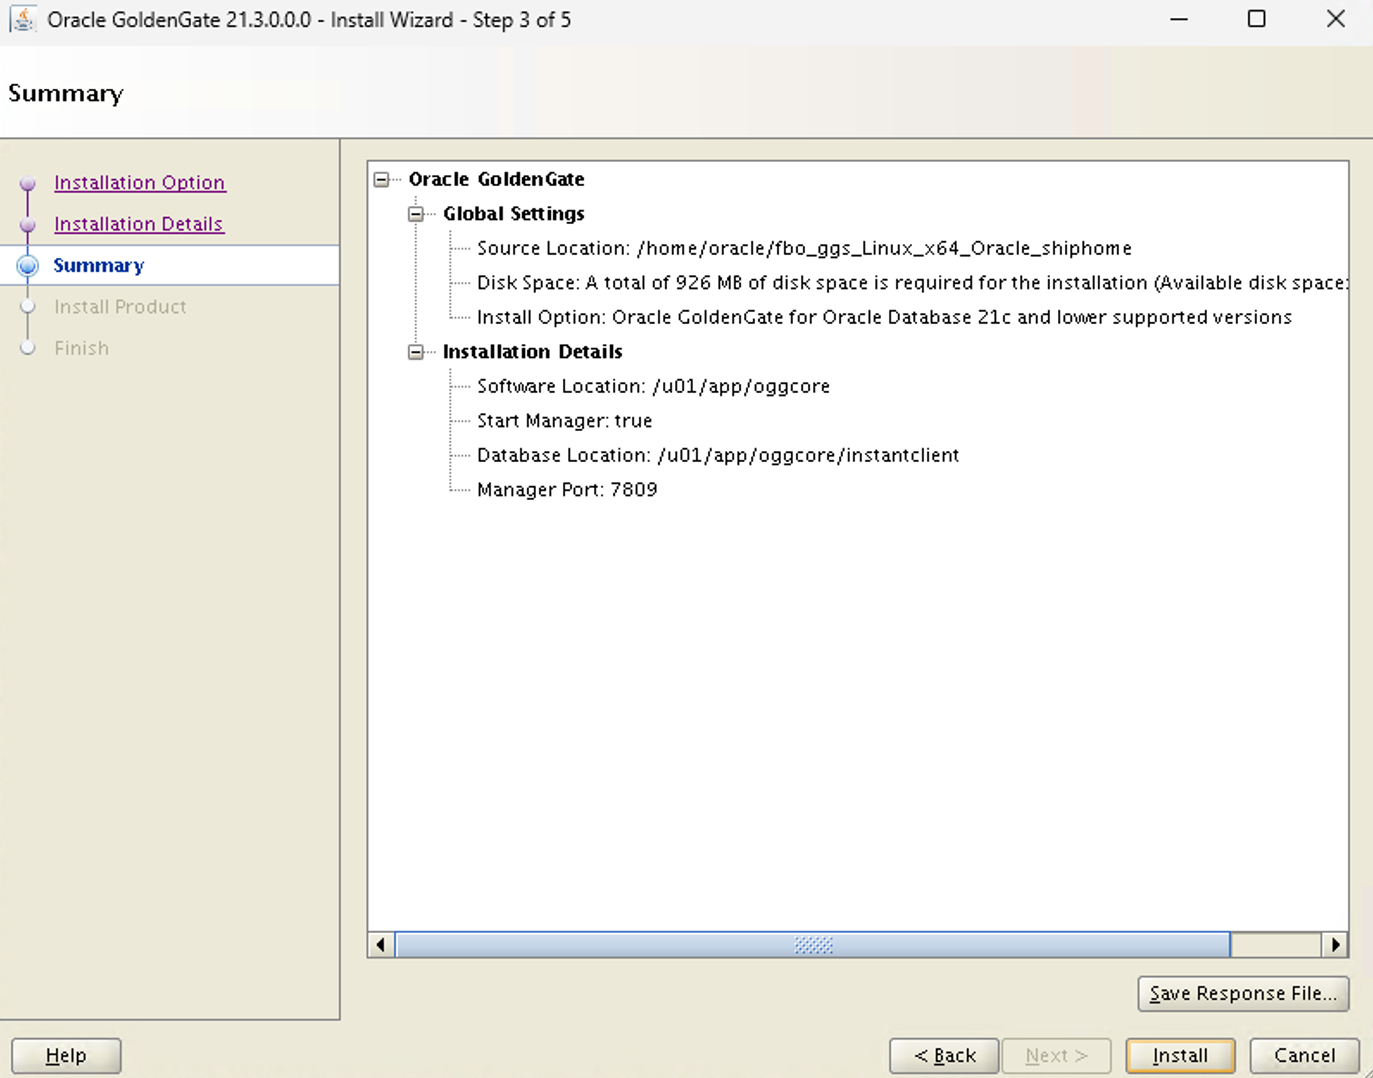 Oracle GoldenGate 21.3.0.0.0 - Install Wizard - Step 3 of 5
Summary
Installation Option
Installation Details
Summary
Install Product
Finish
Oracle GoldenGate
Global Settings
Source Location: /home/oracle/fbo_ggs_Linux_x64_Oracle_shiphome
Disk Space: A total of 926 MB of disk space is required for the installation (Available disk space:
Install Option: Oracle GoldenGate for Oracle Database 21c and lower supported versions
Installation Details
Software Location: /u01/app/oggcore
Start Manager: true
Database Location: /u01/app/oggcore/instantclient
Manager Port: 7809
Save Response File...
Help
< Back
Next >
Install
Cancel